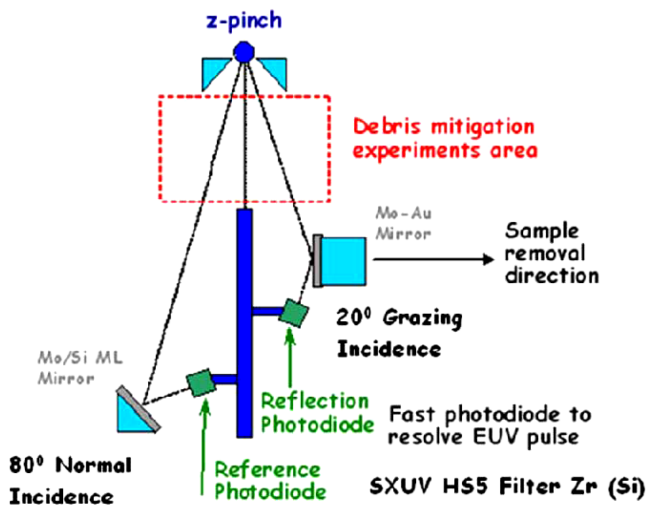 z-pinch
Debris mitigation
experiments area
Mo-Au
Mirror
Sample
removal
direction
20⁰ Grazing
Incidence
Mo/Si ML
Mirror
Reflection
Photodiode
Fast photodiode to
resolve EUV pulse
80⁰ Normal
Incidence
Reference
Photodiode
SXUV HS5 Filter Zr (Si)